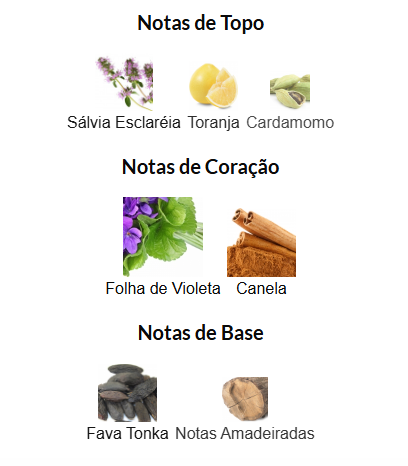 Notas de Topo
Sálvia Esclaréia Toranja Cardamomo
Notas de Coração
Folha de Violeta Canela
Notas de Base
Fava Tonka Notas Amadeiradas